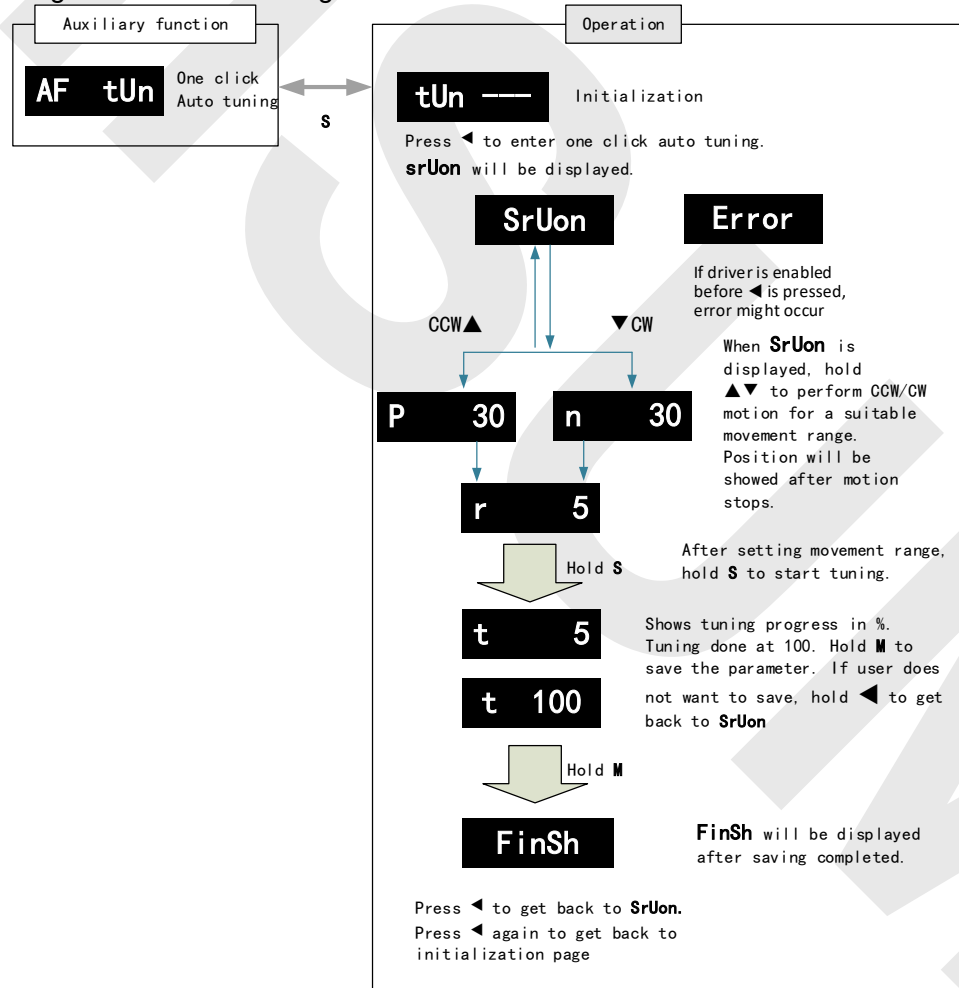 Auxiliary function
AF tUn
One click
Auto tuning
S
Operation
tUn ---
Initialization
Press ◀ to enter one click auto tuning.
srUon will be displayed.
SrUon
Error
If driver is enabled
before ◀ is pressed,
error might occur
CCW▲
▼CW
When SrUon is
displayed, hold
▲▼ to perform CCW/CW
motion for a suitable
movement range.
Position will be
showed after motion
stops.
P 30
n 30
r 5
Hold S
After setting movement range,
hold S to start tuning.
t 5
Shows tuning progress in %.
Tuning done at 100. Hold M to
save the parameter. If user does
not want to save, hold ◀ to get
back to SrUon
t 100
Hold M
FinSh
FinSh will be displayed
after saving completed.
Press ◀ to get back to SrUon.
Press ◀ again to get back to
initialization page